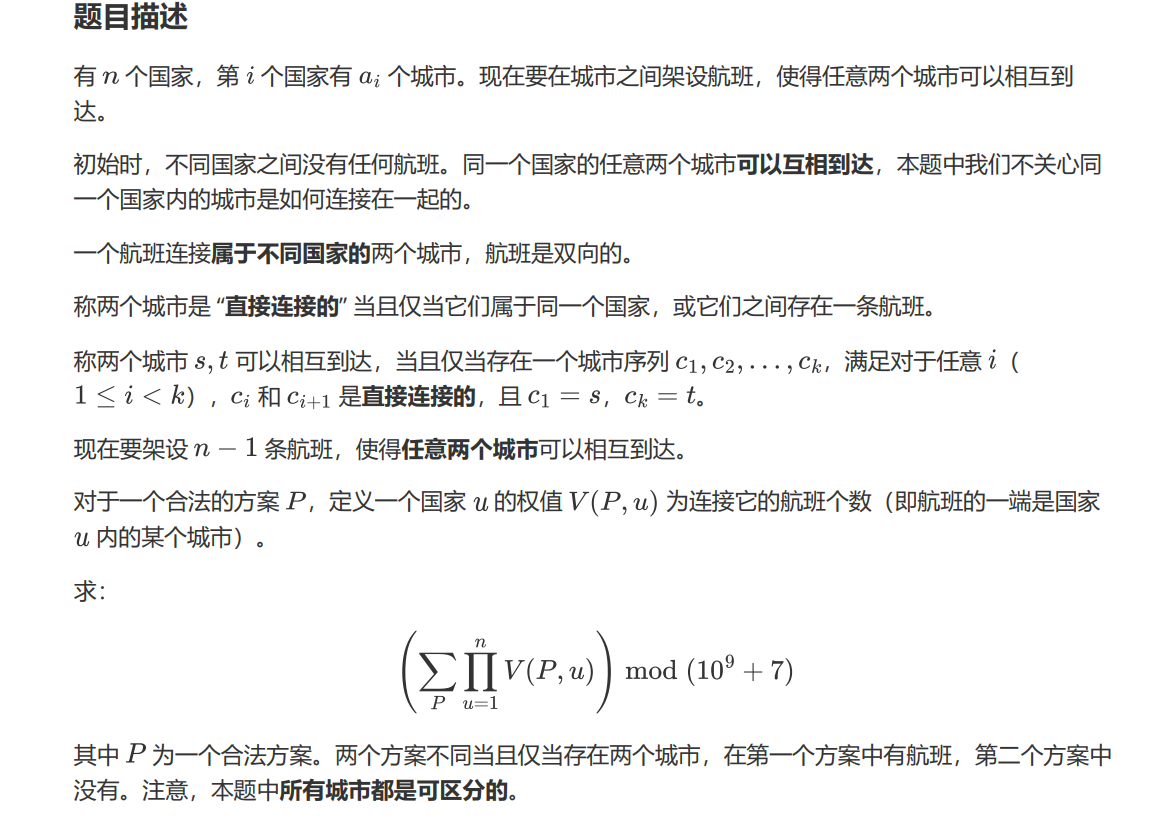 题目描述
有 n 个国家，第 i 个国家有 a_i 个城市。现在要在城市之间架设航班，使得任意两个城市可以相互到
达。
初始时，不同国家之间没有任何航班。同一个国家的任意两个城市可以互相到达，本题中我们不关心同
一个国家内的城市是如何连接在一起的。
一个航班连接属于不同国家的两个城市，航班是双向的。
称两个城市是 “直接连接的” 当且仅当它们属于同一个国家，或它们之间存在一条航班。
称两个城市 s, t 可以相互到达，当且仅当存在一个城市序列 c_1, c_2, ..., c_k，满足对于任意 i（
1 ≤ i < k），c_i 和 c_{i+1} 是直接连接的，且 c_1 = s，c_k = t。
现在要架设 n − 1 条航班，使得任意两个城市可以相互到达。
对于一个合法的方案 P，定义一个国家 u 的权值 V(P, u) 为连接它的航班个数（即航班的一端是国家
u 内的某个城市）。
求：
(∑_P ∏_{u=1}^{n} V(P, u)) mod (10^9 + 7)
其中 P 为一个合法方案。两个方案不同当且仅当存在两个城市，在第一个方案中有航班，第二个方案中
没有。注意，本题中所有城市都是可区分的。